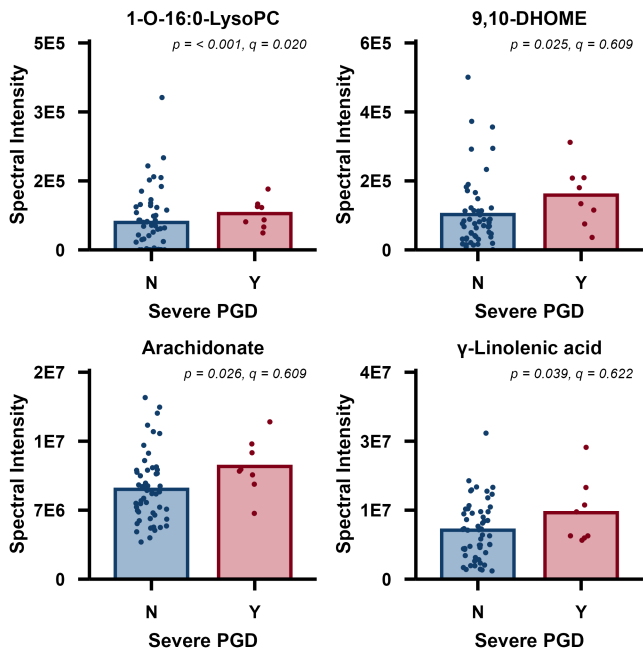 1-O-16:0-LysoPC
p = < 0.001, q = 0.020
Spectral Intensity
5E5
3E5
2E5
0
N
Y
Severe PGD
9,10-DHOME
p = 0.025, q = 0.609
Spectral Intensity
6E5
4E5
2E5
0
N
Y
Severe PGD
Arachidonate
p = 0.026, q = 0.609
Spectral Intensity
2E7
1E7
7E6
0
N
Y
Severe PGD
γ-Linolenic acid
p = 0.039, q = 0.622
Spectral Intensity
4E7
3E7
1E7
0
N
Y
Severe PGD